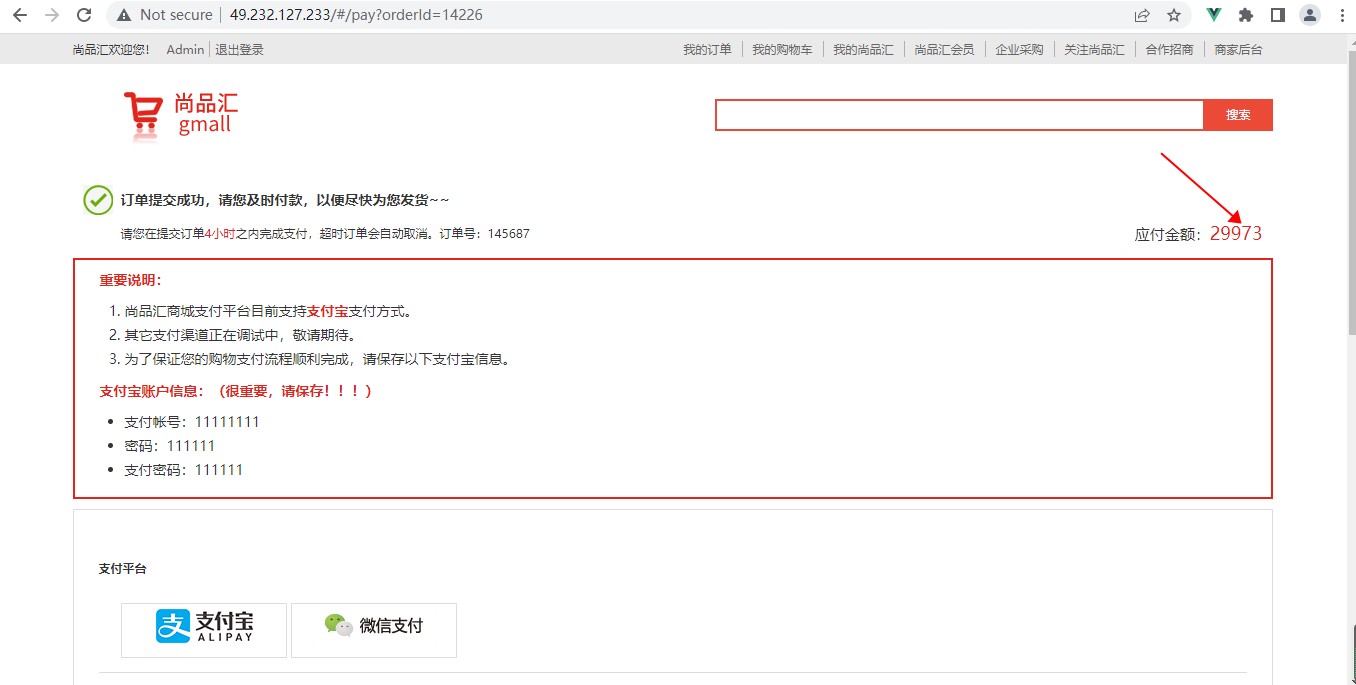 Not secure 49.232.127.233/#/pay?orderId=14226
尚品汇欢迎您! Admin 退出登录 我的订单 我的购物车 我的尚品汇 尚品汇会员 企业采购 关注尚品汇 合作招商 商家后台
尚品汇
gmall
搜索
订单提交成功，请您及时付款，以便尽快为您发货~~
请您在提交订单4小时之内完成支付，超时订单会自动取消。订单号：145687
应付金额：29973
重要说明：
1. 尚品汇商城支付平台目前支持支付宝支付方式。
2. 其它支付渠道正在调试中，敬请期待。
3. 为了保证您的购物支付流程顺利完成，请保存以下支付宝信息。
支付宝账户信息：（很重要，请保存！！！）
支付帐号：11111111
密码：111111
支付密码：111111
支付平台
支 支付宝
ALIPAY
微信支付